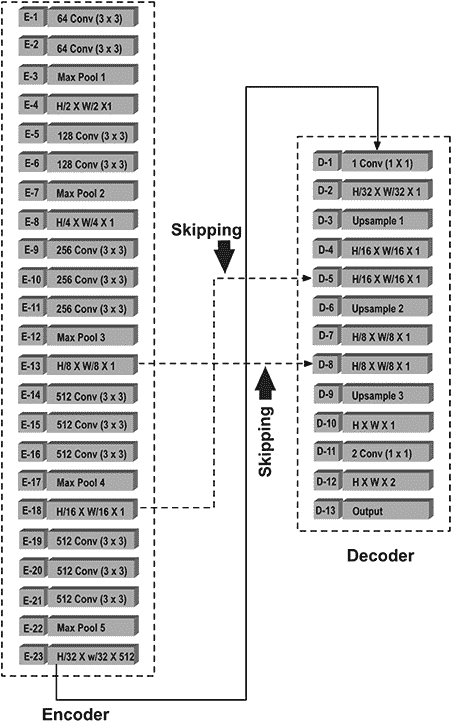 E-1 64 Conv (3 x 3)
E-2 64 Conv (3 x 3)
E-3 Max Pool 1
E-4 H/2 X W/2 X1
E-5 128 Conv (3 x 3)
E-6 128 Conv (3 x 3)
E-7 Max Pool 2
E-8 H/4 X W/4 X 1
E-9 256 Conv (3 x 3)
E-10 256 Conv (3 x 3)
E-11 256 Conv (3 x 3)
E-12 Max Pool 3
E-13 H/8 X W/8 X 1
E-14 512 Conv (3 x 3)
E-15 512 Conv (3 x 3)
E-16 512 Conv (3 x 3)
E-17 Max Pool 4
E-18 H/16 X W/16 X 1
E-19 512 Conv (3 x 3)
E-20 512 Conv (3 x 3)
E-21 512 Conv (3 x 3)
E-22 Max Pool 5
E-23 H/32 X w/32 X 512
Encoder
Skipping
Skipping
D-1 1 Conv (1 X 1)
D-2 H/32 X W/32 X 1
D-3 Upsample 1
D-4 H/16 X W/16 X 1
D-5 H/16 X W/16 X 1
D-6 Upsample 2
D-7 H/8 X W/8 X 1
D-8 H/8 X W/8 X 1
D-9 Upsample 3
D-10 H X W X 1
D-11 2 Conv (1 x 1)
D-12 H X W X 2
D-13 Output
Decoder